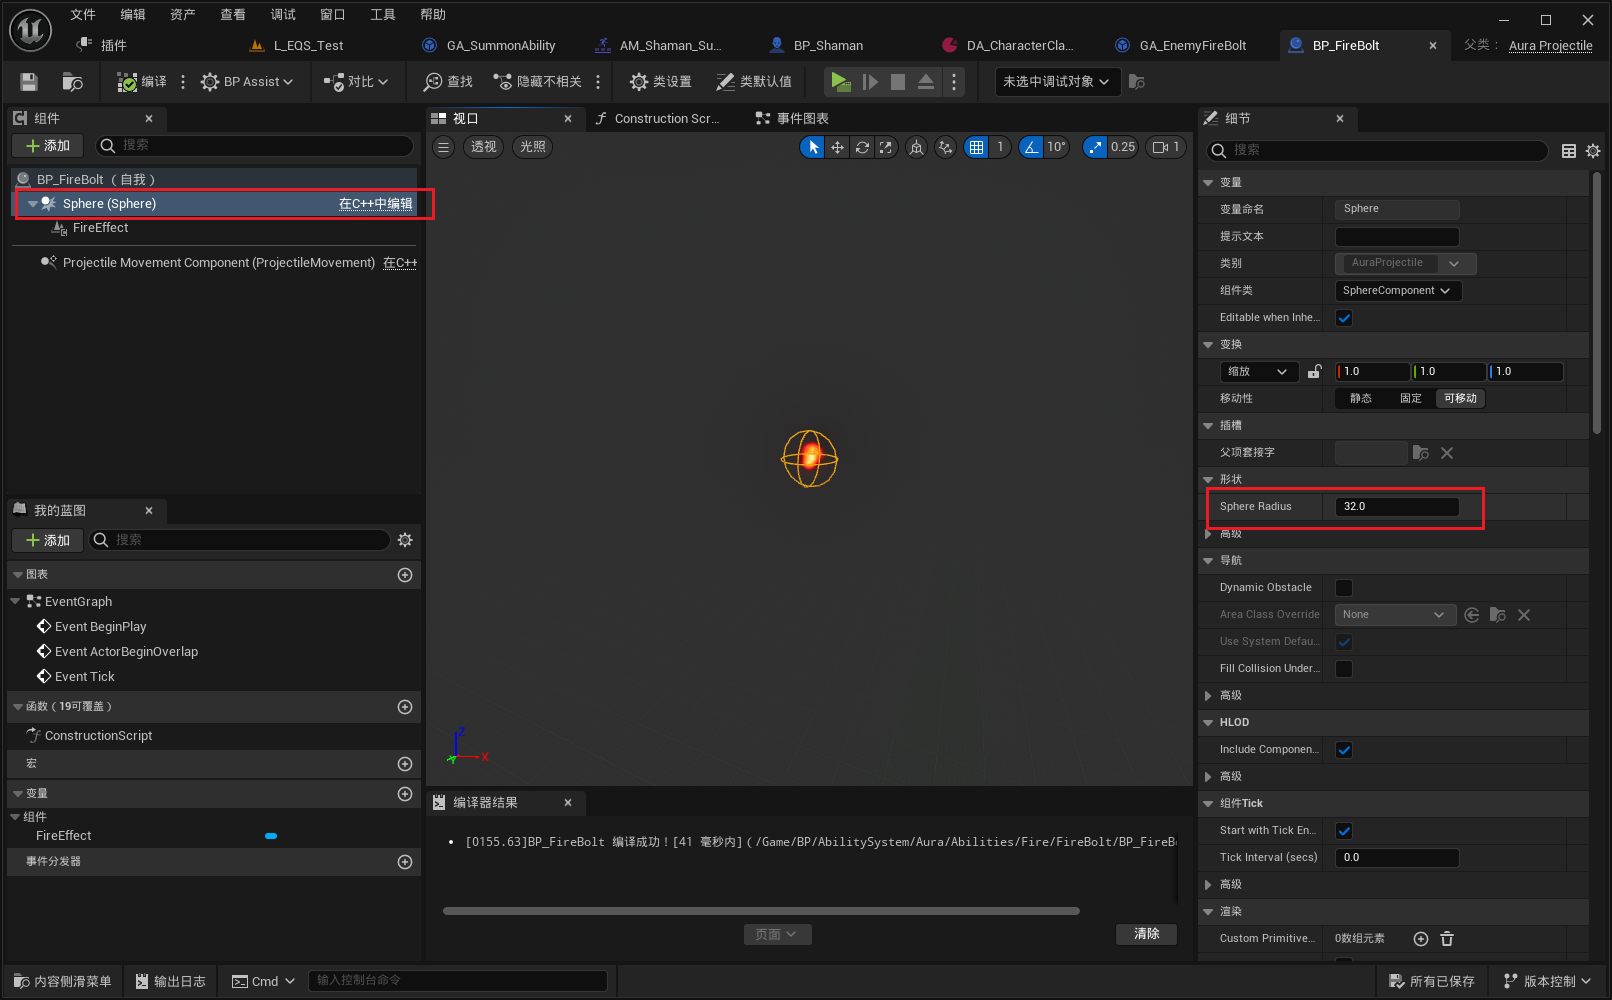 文件 编辑 资产 查看 调试 窗口 工具 帮助
插件 L_EQS_Test GA_SummonAbility AM_Shaman_Su... BP_Shaman DA_CharacterCla... GA_EnemyFireBolt BP_FireBolt 父类： Aura Projectile
编译 BP Assist 对比 查找 隐藏不相关 类设置 类默认值 未选中调试对象
组件
添加 搜索
BP_FireBolt （自我）
Sphere (Sphere) 在C++中编辑
FireEffect
Projectile Movement Component (ProjectileMovement) 在C++
我的蓝图
添加 搜索
图表
EventGraph
Event BeginPlay
Event ActorBeginOverlap
Event Tick
函数（19可覆盖）
ConstructionScript
宏
变量
组件
FireEffect
事件分发器
视口 Construction Scr... 事件图表
透视 光照 1 10° 0.25 1
Z
X
Y
编译器结果
• [0155.63]BP_FireBolt 编译成功！[41 毫秒内]（/Game/BP/AbilitySystem/Aura/Abilities/Fire/FireBolt/BP_FireB
页面 清除
细节
搜索
变量
变量命名 Sphere
提示文本
类别 AuraProjectile
组件类 SphereComponent
Editable when Inhe...
变换
缩放 1.0 1.0 1.0
移动性 静态 固定 可移动
插槽
父项套接字
形状
Sphere Radius 32.0
高级
导航
Dynamic Obstacle
Area Class Override None
Use System Defau...
Fill Collision Under...
高级
HLOD
Include Componen...
高级
组件Tick
Start with Tick En...
Tick Interval (secs) 0.0
高级
渲染
Custom Primitive... 0数组元素
内容侧滑菜单 输出日志 Cmd 输入控制台命令 所有已保存 版本控制